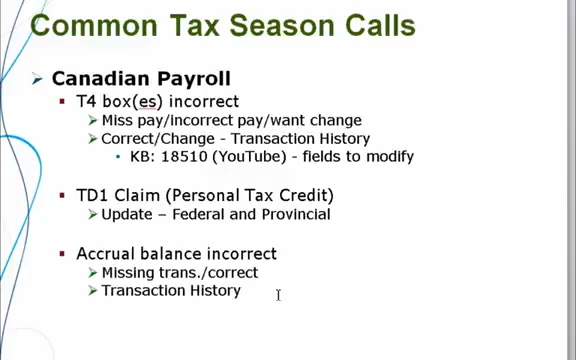 Common Tax Season Calls
Canadian Payroll
T4 box(es) incorrect
Miss pay/incorrect pay/want change
Correct/Change - Transaction History
KB: 18510 (YouTube) - fields to modify
TD1 Claim (Personal Tax Credit)
Update – Federal and Provincial
Accrual balance incorrect
Missing trans./correct
Transaction History